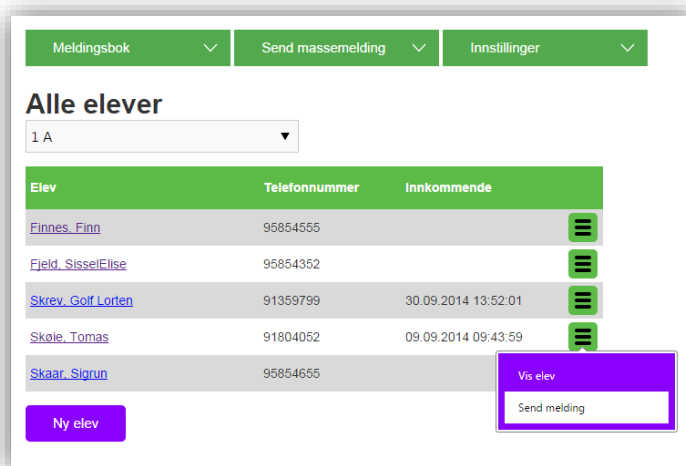 Meldingsbok Send massemelding Innstillinger
Alle elever
1 A
Elev Telefonnummer Innkommende
Finnes, Finn 95854555
Fjeld, SisselElise 95854352
Skrev, Golf Lorten 91359799 30.09.2014 13:52:01
Skøie, Tomas 91804052 09.09.2014 09:43:59
Skaar, Sigrun 95854655
Vis elev
Send melding
Ny elev